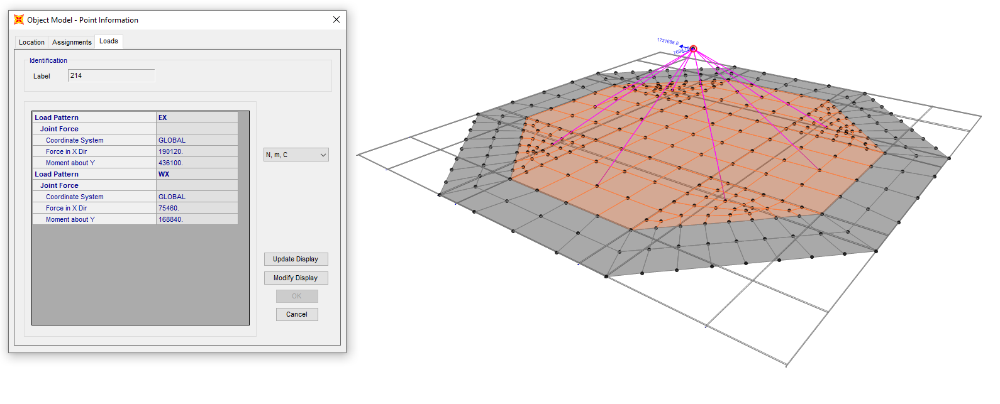 Object Model - Point Information
Location Assignments Loads
Identification
Label 214
Load Pattern EX
Joint Force
Coordinate System GLOBAL
Force in X Dir 190120.
Moment about Y 436100.
Load Pattern WX
Joint Force
Coordinate System GLOBAL
Force in X Dir 75460.
Moment about Y 168840.
N, m, C
Update Display
Modify Display
OK
Cancel
1721688.8